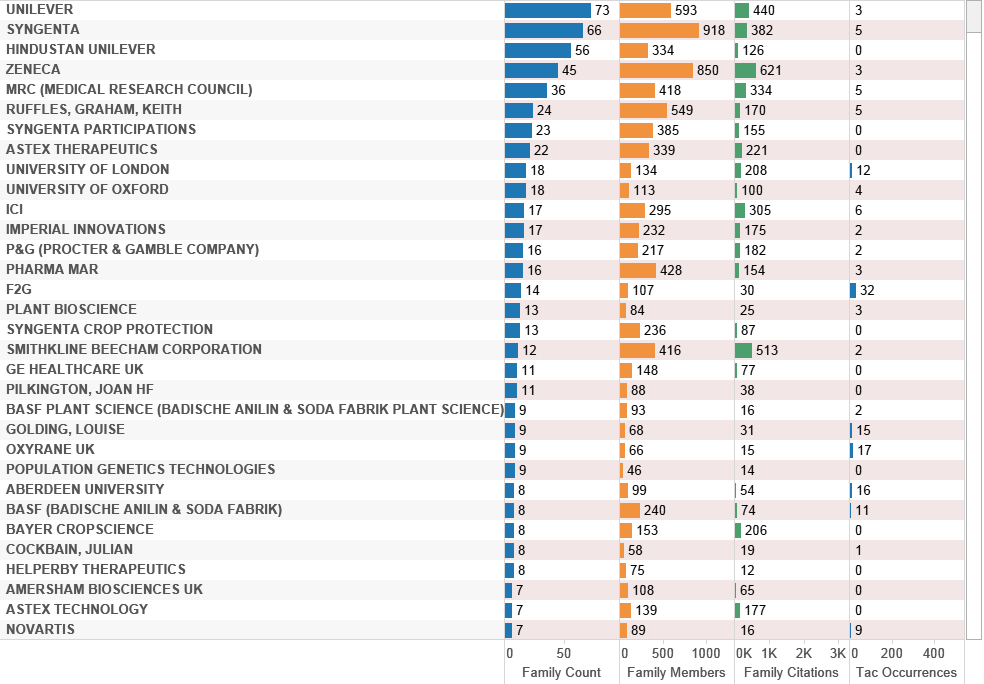 UNILEVER 73 593 440 3
SYNGENTA 66 918 382 5
HINDUSTAN UNILEVER 56 334 126 0
ZENECA 45 850 621 3
MRC (MEDICAL RESEARCH COUNCIL) 36 418 334 5
RUFFLES, GRAHAM, KEITH 24 549 170 5
SYNGENTA PARTICIPATIONS 23 385 155 0
ASTEX THERAPEUTICS 22 339 221 0
UNIVERSITY OF LONDON 18 134 208 12
UNIVERSITY OF OXFORD 18 113 100 4
ICI 17 295 305 6
IMPERIAL INNOVATIONS 17 232 175 2
P&G (PROCTER & GAMBLE COMPANY) 16 217 182 2
PHARMA MAR 16 428 154 3
F2G 14 107 30 32
PLANT BIOSCIENCE 13 84 25 3
SYNGENTA CROP PROTECTION 13 236 87 0
SMITHKLINE BEECHAM CORPORATION 12 416 513 2
GE HEALTHCARE UK 11 148 77 0
PILKINGTON, JOAN HF 11 88 38 0
BASF PLANT SCIENCE (BADISCHE ANILIN & SODA FABRIK PLANT SCIENCE) 9 93 16 2
GOLDING, LOUISE 9 68 31 15
OXYRANE UK 9 66 15 17
POPULATION GENETICS TECHNOLOGIES 9 46 14 0
ABERDEEN UNIVERSITY 8 99 54 16
BASF (BADISCHE ANILIN & SODA FABRIK) 8 240 74 11
BAYER CROPSCIENCE 8 153 206 0
COCKBAIN, JULIAN 8 58 19 1
HELPERBY THERAPEUTICS 8 75 12 0
AMERSHAM BIOSCIENCES UK 7 108 65 0
ASTEX TECHNOLOGY 7 139 177 0
NOVARTIS 7 89 16 9
0 50 0 500 1000 0K 1K 2K 3K 0 200 400
Family Count Family Members Family Citations Tac Occurrences